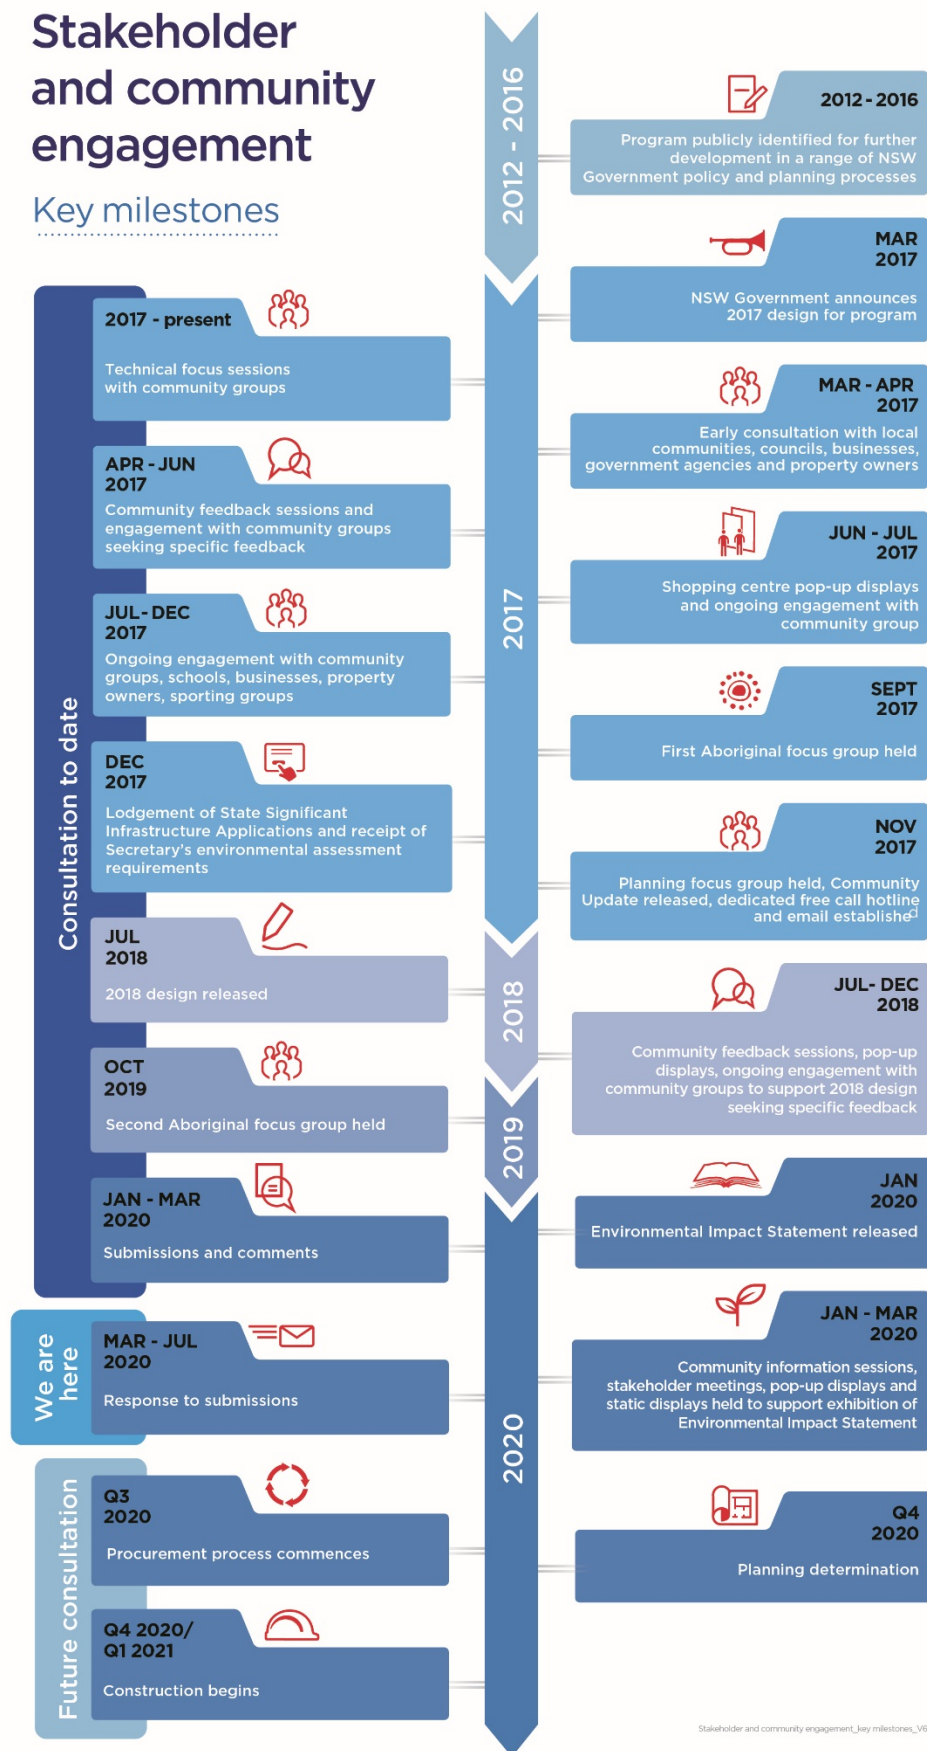 Stakeholder
and community
engagement
Key milestones
2012 - 2016
2012 - 2016
Program publicly identified for further
development in a range of NSW
Government policy and planning processes
MAR
2017
NSW Government announces
2017 design for program
Consultation to date
2017
2017 - present
Technical focus sessions
with community groups
MAR - APR
2017
Early consultation with local
communities, councils, businesses,
government agencies and property owners
APR - JUN
2017
Community feedback sessions and
engagement with community groups
seeking specific feedback
JUN - JUL
2017
Shopping centre pop-up displays
and ongoing engagement with
community group
JUL- DEC
2017
Ongoing engagement with community
groups, schools, businesses, property
owners, sporting groups
SEPT
2017
First Aboriginal focus group held
DEC
2017
Lodgement of State Significant
Infrastructure Applications and receipt of
Secretary's environmental assessment
requirements
NOV
2017
Planning focus group held, Community
Update released, dedicated free call hotline
and email established
2018
JUL
2018
2018 design released
JUL- DEC
2018
Community feedback sessions, pop-up
displays, ongoing engagement with
community groups to support 2018 design
seeking specific feedback
2019
OCT
2019
Second Aboriginal focus group held
2020
JAN
2020
Environmental Impact Statement released
JAN - MAR
2020
Submissions and comments
JAN - MAR
2020
Community information sessions,
stakeholder meetings, pop-up displays and
static displays held to support exhibition of
Environmental Impact Statement
We are
here
MAR - JUL
2020
Response to submissions
Future consultation
Q3
2020
Procurement process commences
Q4
2020
Planning determination
Q4 2020/
Q1 2021
Construction begins
Stakeholder and community engagement_key milestones_V6